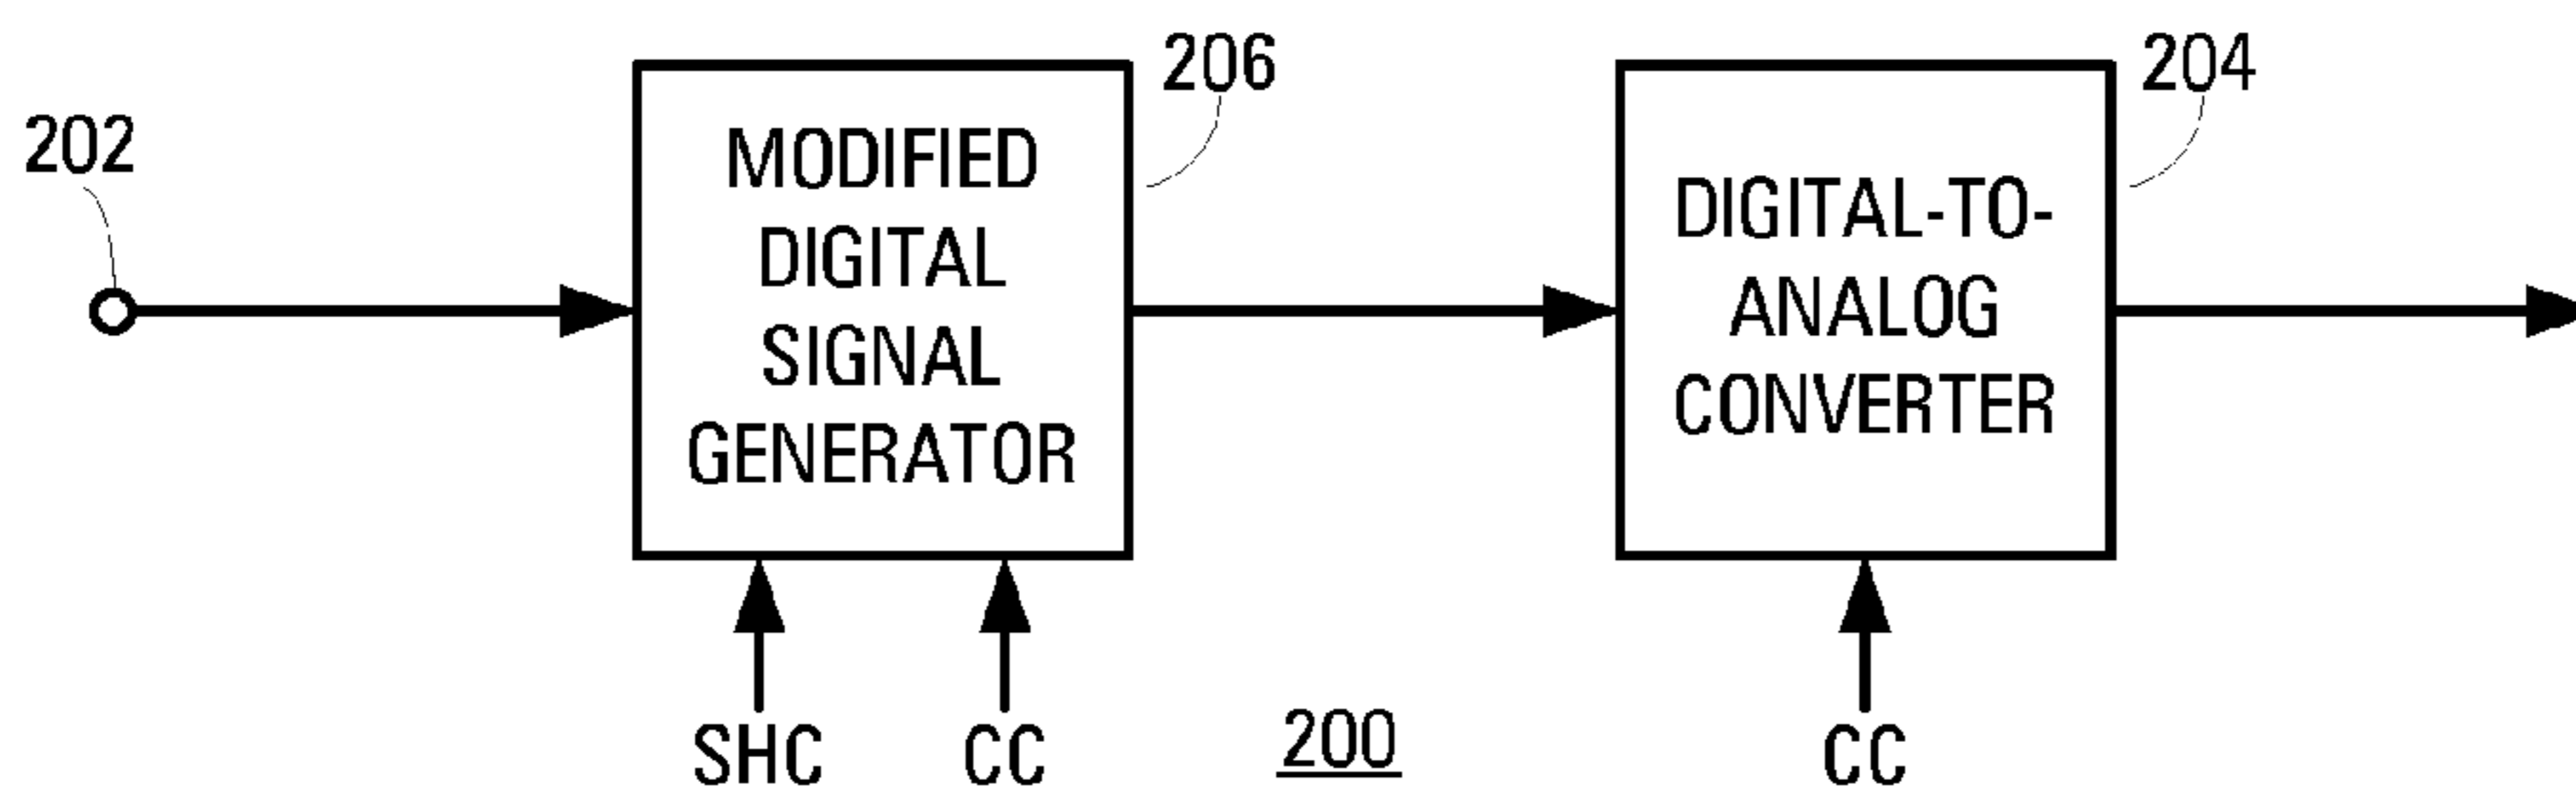 202
MODIFIED
DIGITAL
SIGNAL
GENERATOR
206
DIGITAL-TO-
ANALOG
CONVERTER
204
SHC
CC
200
CC